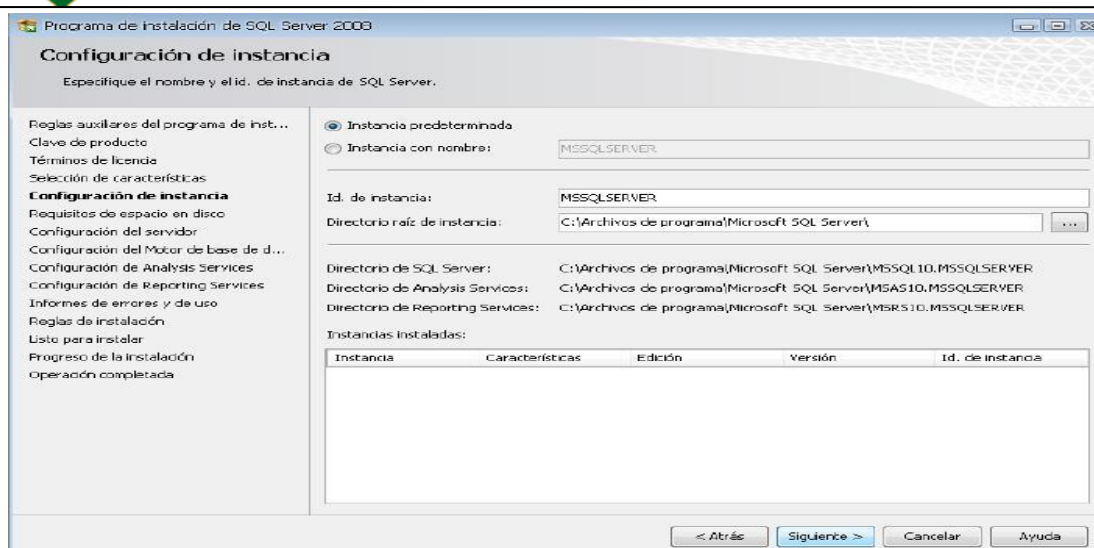 Programa de instalación de SQL Server 2008
Configuración de instancia
Especifique el nombre y el id. de instancia de SQL Server.
Reglas auxiliares del programa de inst...
Clave de producto
Términos de licencia
Selección de características
Configuración de instancia
Requisitos de espacio en disco
Configuración del servidor
Configuración del Motor de base de d...
Configuración de Analysis Services
Configuración de Reporting Services
Informes de errores y de uso
Reglas de instalación
Listo para instalar
Progreso de la instalación
Operación completada
Instancia predeterminada
Instancia con nombre: MSSQLSERVER
Id. de instancia: MSSQLSERVER
Directorio raíz de instancia: C:\Archivos de programa\Microsoft SQL Server\ ...
Directorio de SQL Server: C:\Archivos de programa\Microsoft SQL Server\MSSQL10.MSSQLSERVER
Directorio de Analysis Services: C:\Archivos de programa\Microsoft SQL Server\MSAS10.MSSQLSERVER
Directorio de Reporting Services: C:\Archivos de programa\Microsoft SQL Server\MSRS10.MSSQLSERVER
Instancias instaladas:
Instancia Características Edición Versión Id. de instancia
< Atrás Siguiente > Cancelar Ayuda